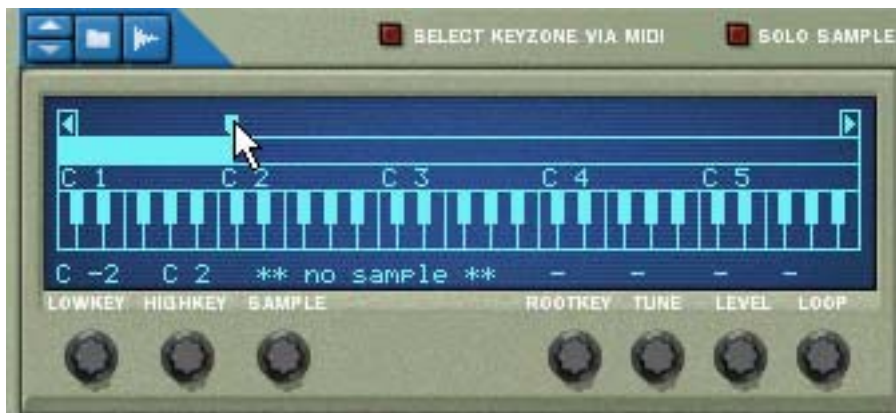 SELECT KEYZONE VIA MIDI SOLO SAMPLE
C 1 C 2 C 3 C 4 C 5
C -2 C 2 ** no sample ** - - - -
LOWKEY HIGHKEY SAMPLE ROOTKEY TUNE LEVEL LOOP